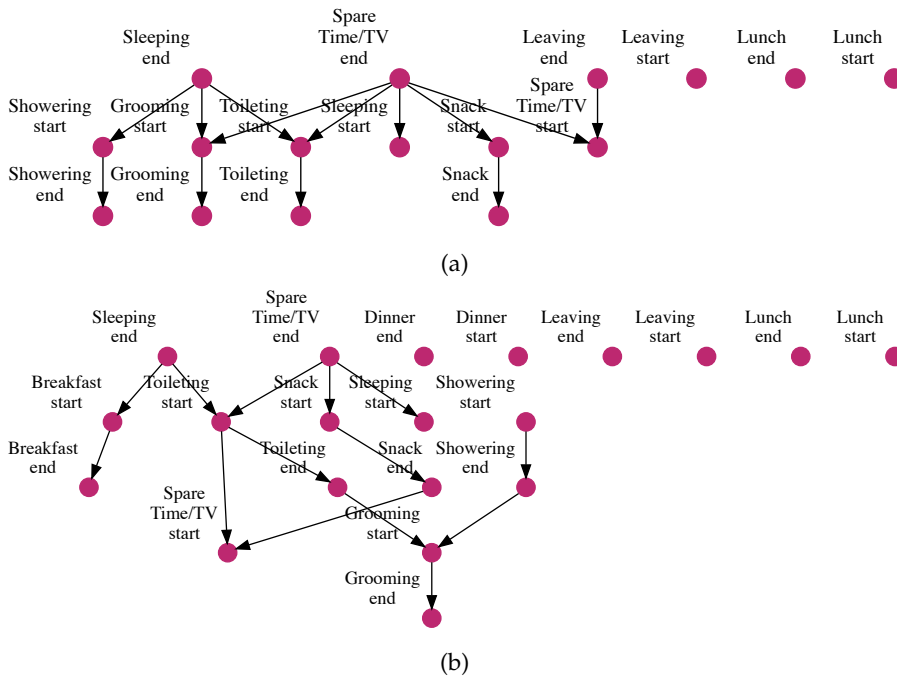 Spare
Sleeping Time/TV Leaving Leaving Lunch Lunch
end end end start end start
Spare
Showering Grooming Toileting Sleeping Snack Time/TV
start start start start start start
Showering Grooming Toileting Snack
end end end end
(a)
Spare
Sleeping Time/TV Dinner Dinner Leaving Leaving Lunch Lunch
end end end start end start end start
Breakfast Toileting Snack Sleeping Showering
start start start start start
Breakfast Toileting Snack Showering
end end end end
Spare
Time/TV Grooming
start start
Grooming
end
(b)